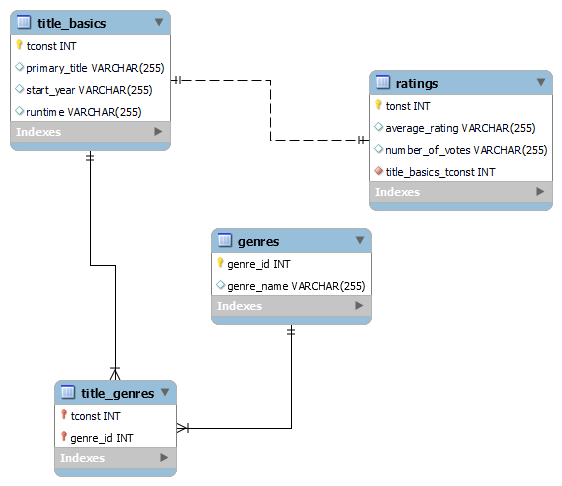 title_basics
tconst INT
primary_title VARCHAR(255)
start_year VARCHAR(255)
runtime VARCHAR(255)
Indexes
ratings
tonst INT
average_rating VARCHAR(255)
number_of_votes VARCHAR(255)
title_basics_tconst INT
Indexes
genres
genre_id INT
genre_name VARCHAR(255)
Indexes
title_genres
tconst INT
genre_id INT
Indexes